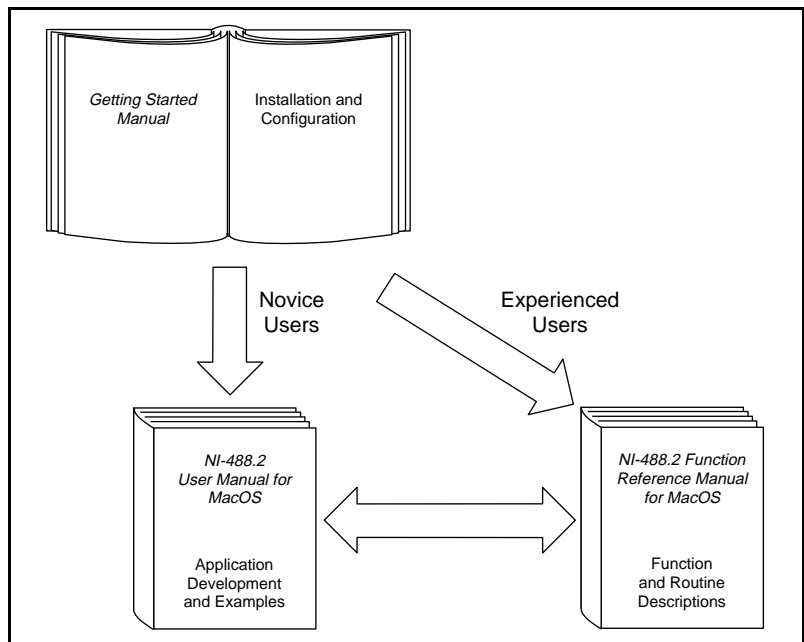 Getting Started
Manual
Installation and
Configuration
Novice
Users
Experienced
Users
NI-488.2
User Manual for
MacOS
Application
Development
and Examples
NI-488.2 Function
Reference Manual
for MacOS
Function
and Routine
Descriptions